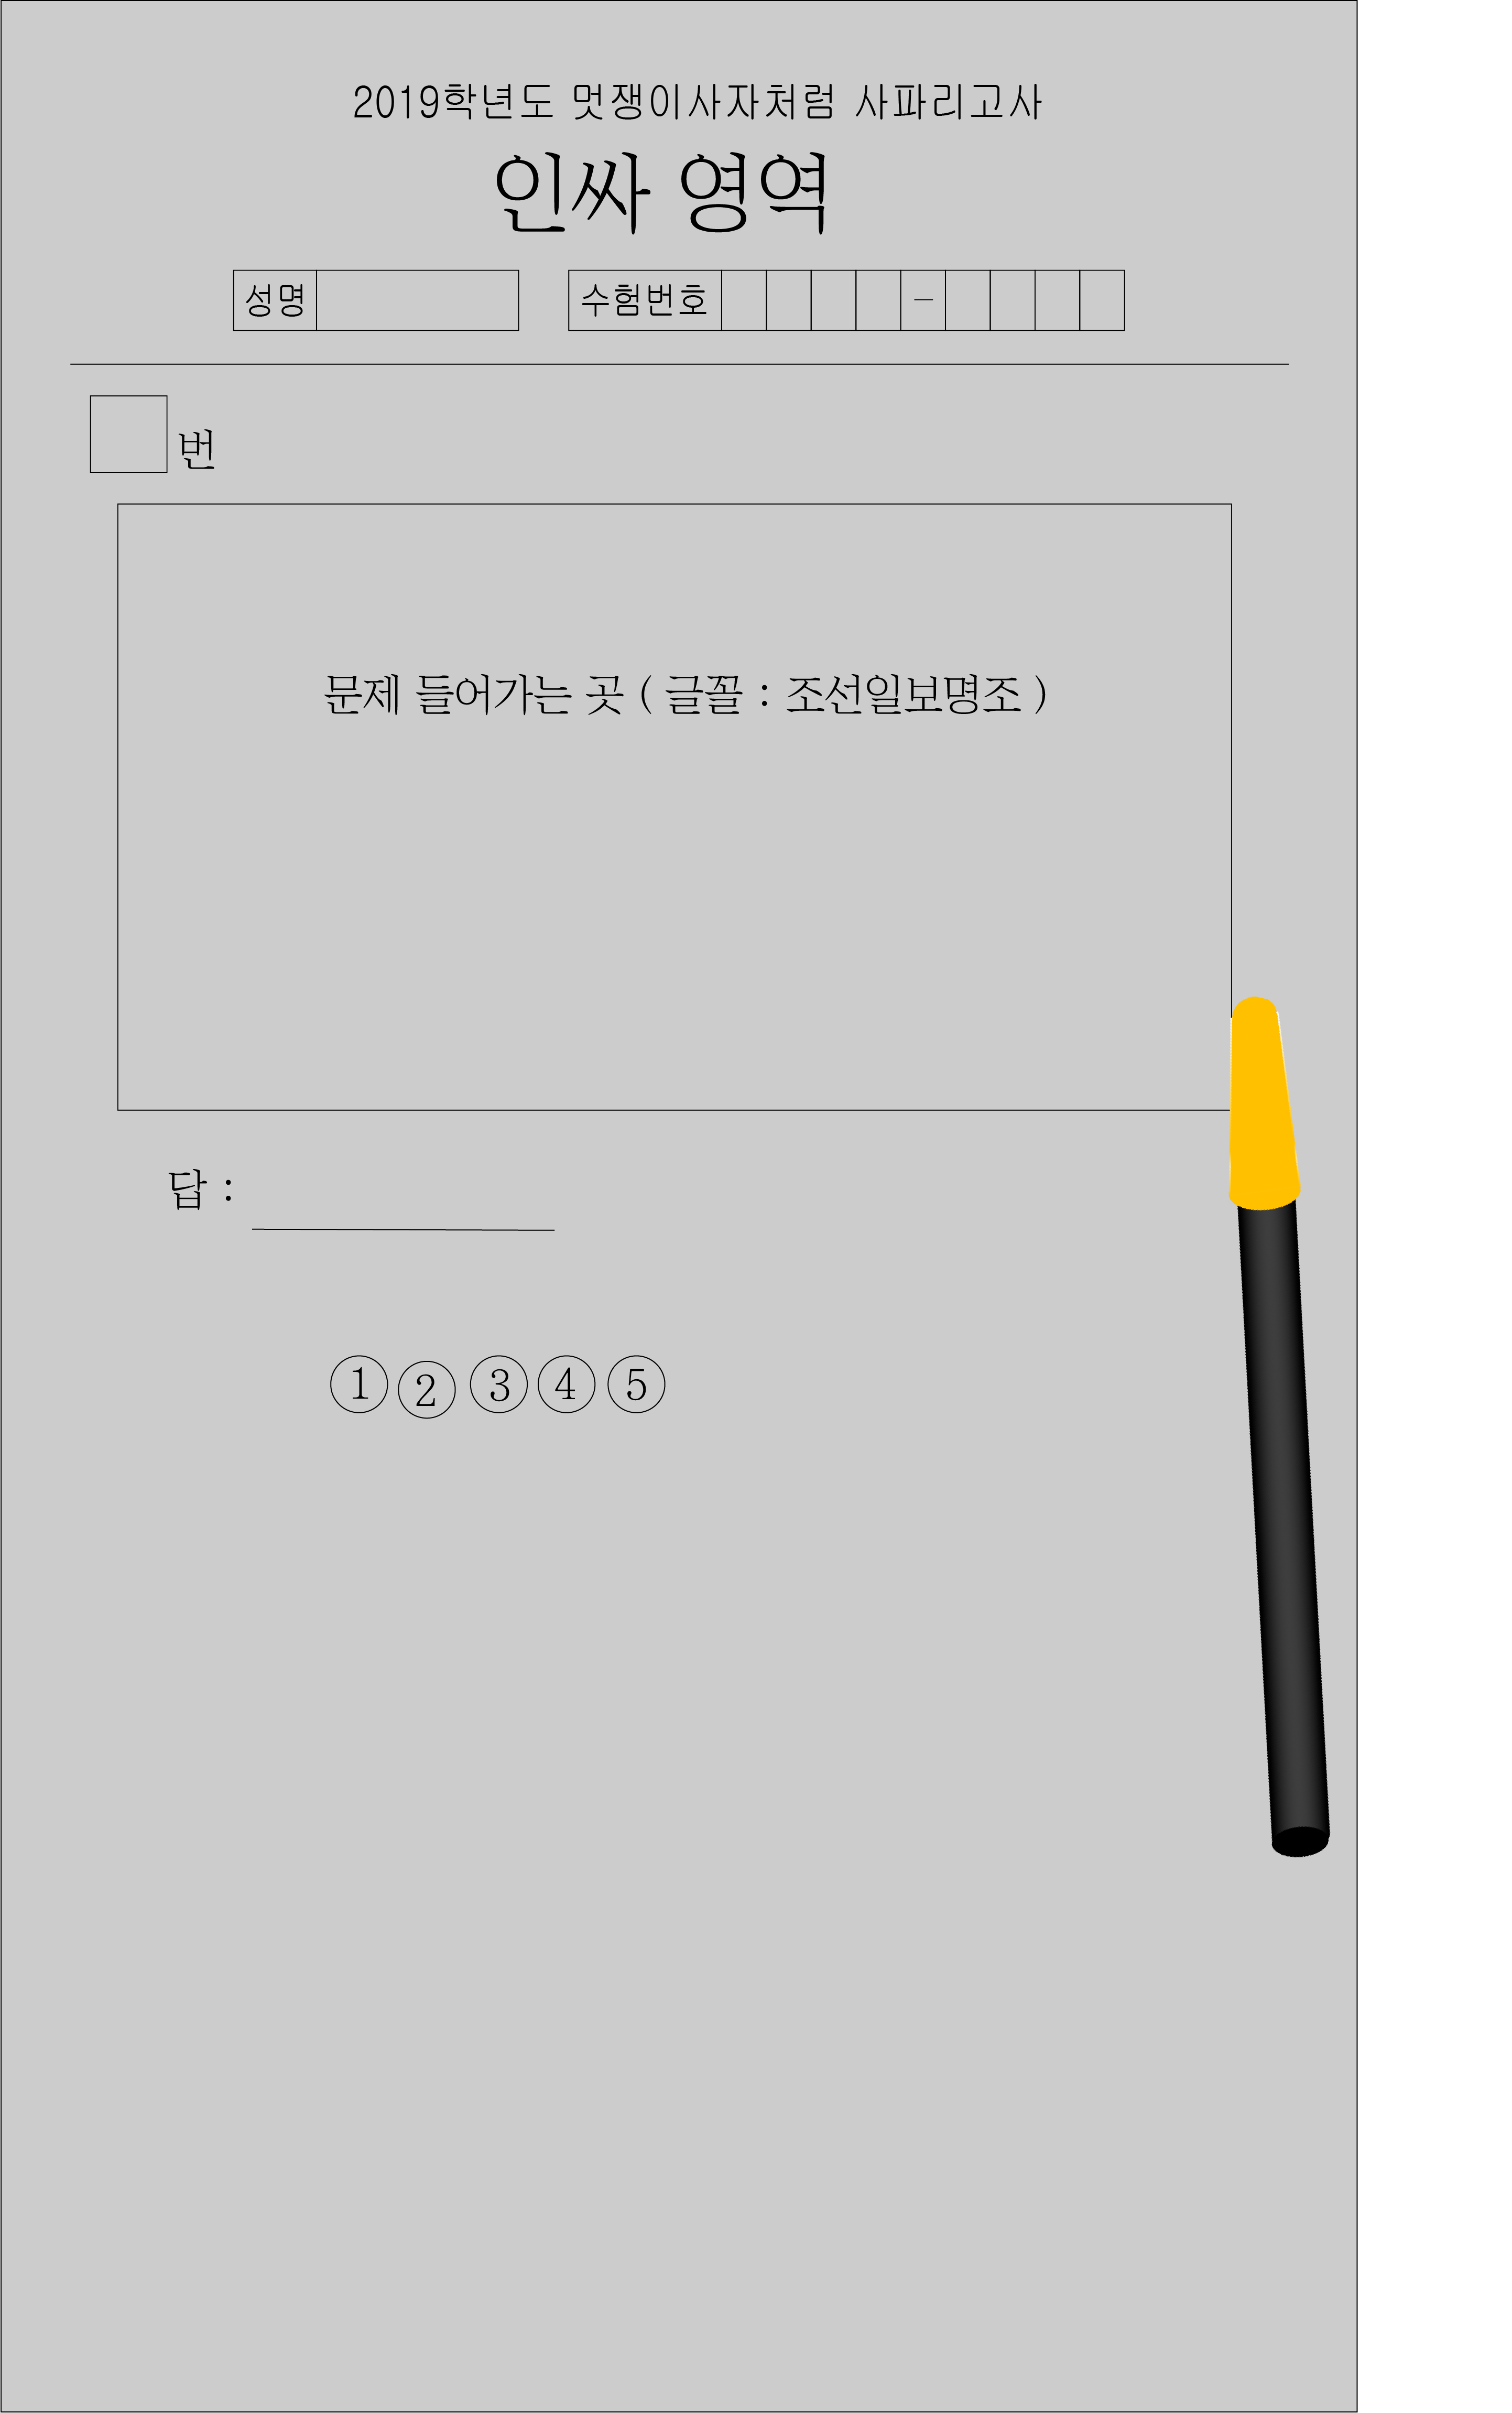 2019학년도 멋쟁이사자처럼 사파리고사
인싸 영역
성명 수험번호 –
번
문제 들어가는 곳 ( 글꼴 : 조선일보명조 )
답 :
① ② ③ ④ ⑤